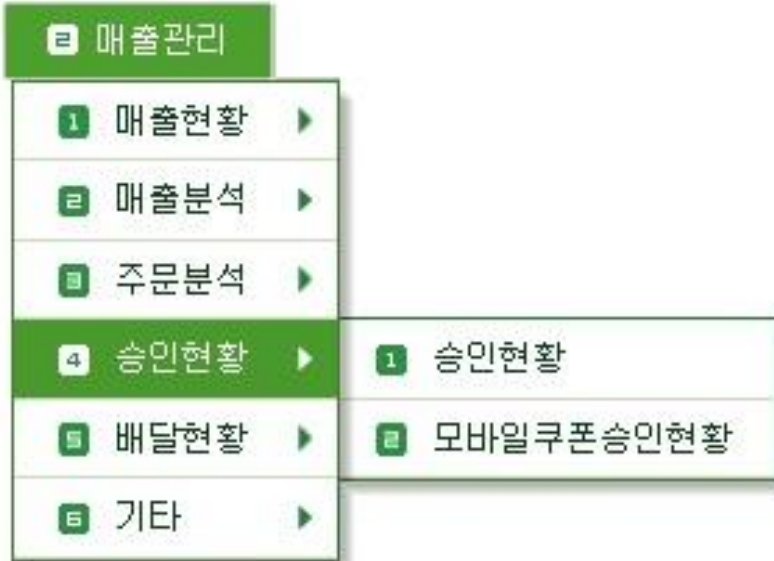 2 매출관리
1 매출현황
2 매출분석
3 주문분석
4 승인현황
1 승인현황
5 배달현황
2 모바일쿠폰승인현황
6 기타